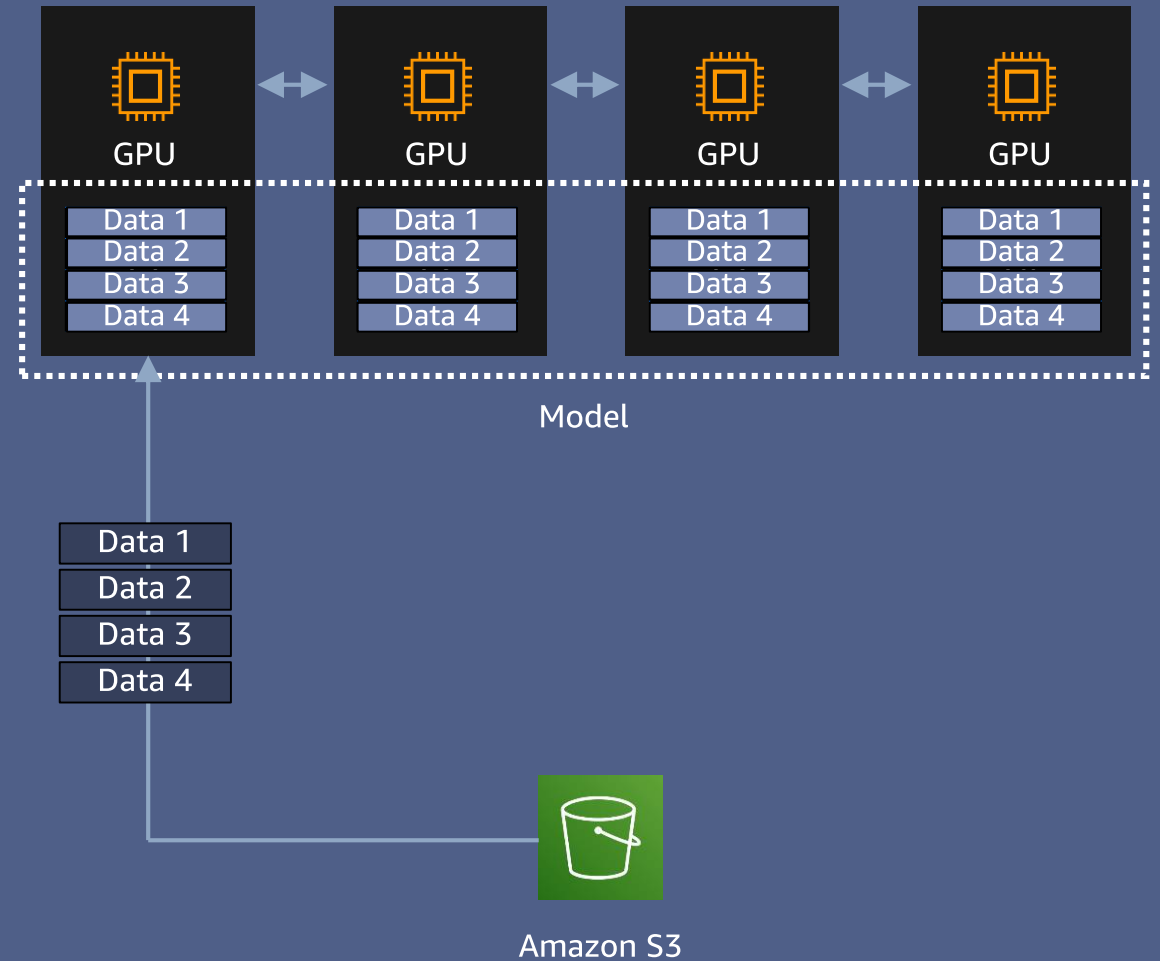 GPU GPU GPU GPU
Data 1 Data 1 Data 1 Data 1
Data 2 Data 2 Data 2 Data 2
Data 3 Data 3 Data 3 Data 3
Data 4 Data 4 Data 4 Data 4
Model
Data 1
Data 2
Data 3
Data 4
Amazon S3